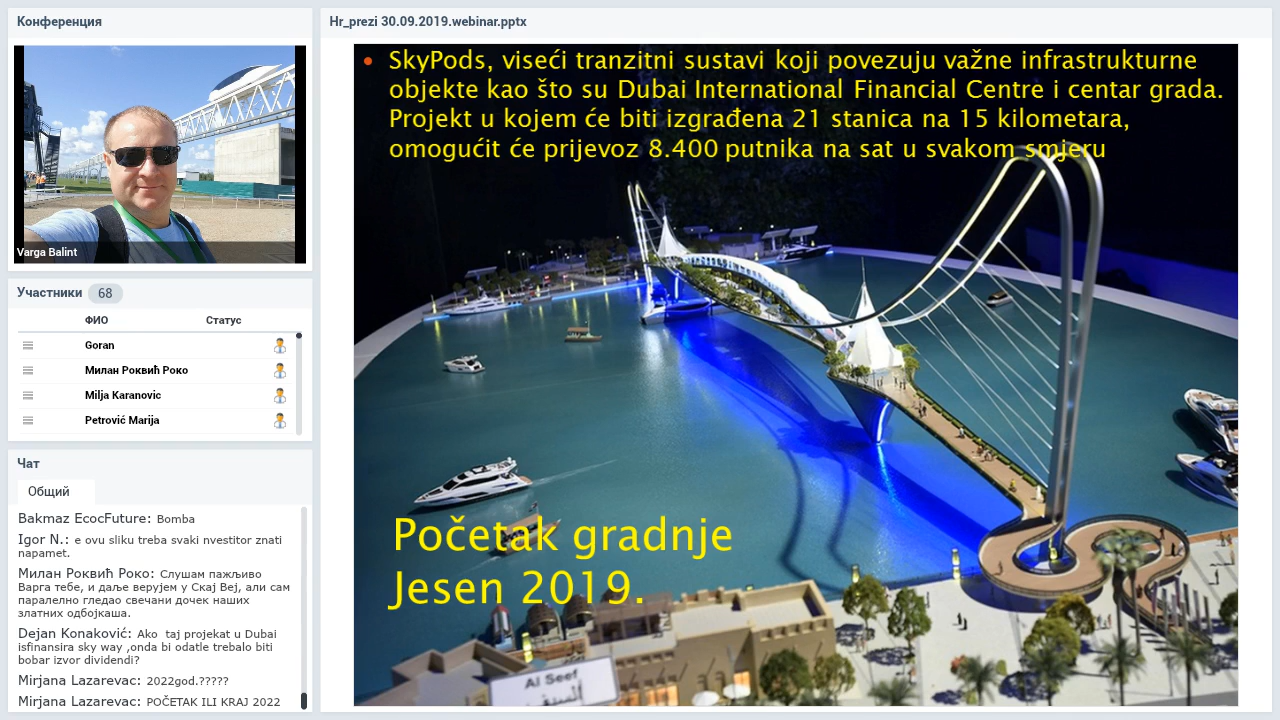 Конференция
Varga Balint
Участники 68
ФИО Статус
Goran
Милан Роквић Роко
Milja Karanovic
Petrović Marija
Чат
Общий
Bakmaz EcocFuture: Bomba
Igor N.: e ovu sliku treba svaki nvestitor znati
napamet.
Милан Роквић Роко: Слушам пажљиво
Варга тебе, и даље верујем у Скај Веј, али сам
паралелно гледао свечани дочек наших
златних одбојкаша.
Dejan Konaković: Ako taj projekat u Dubai
isfinansira sky way ,onda bi odatle trebalo biti
bobar izvor dividendi?
Mirjana Lazarevac: 2022god.?????
Mirjana Lazarevac: POČETAK ILI KRAJ 2022
Hr_prezi 30.09.2019.webinar.pptx
• SkyPods, viseći tranzitni sustavi koji povezuju važne infrastrukturne
objekte kao što su Dubai International Financial Centre i centar grada.
Projekt u kojem će biti izgrađena 21 stanica na 15 kilometara,
omogućit će prijevoz 8.400 putnika na sat u svakom smjeru
Početak gradnje
Jesen 2019.
Al Seef
السيف